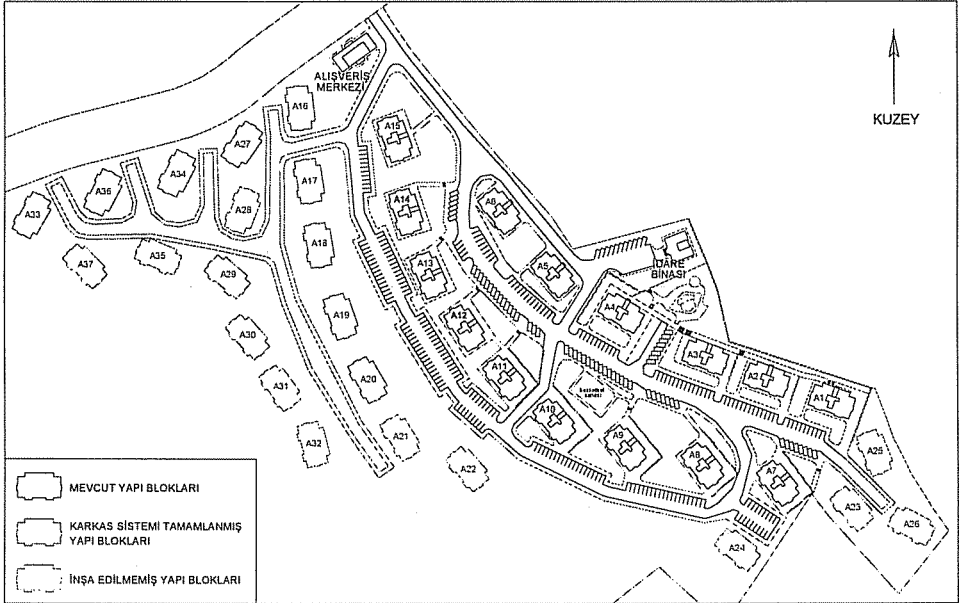 ALIŞVERİŞ
MERKEZİ
KUZEY
A16
A15
A27
A34
A17
A36
A28
A14
A6
A33
A18
A5
İDARE
BİNASI
A37
A35
A29
A13
A4
A19
A12
A30
A3
A2
A1
A31
A20
A11
A10
A9
A8
A32
A21
A22
A7
A25
A23
A26
A24
MEVCUT YAPI BLOKLARI
KARKAS SİSTEMİ TAMAMLANMIŞ
YAPI BLOKLARI
İNŞA EDİLMEMİŞ YAPI BLOKLARI